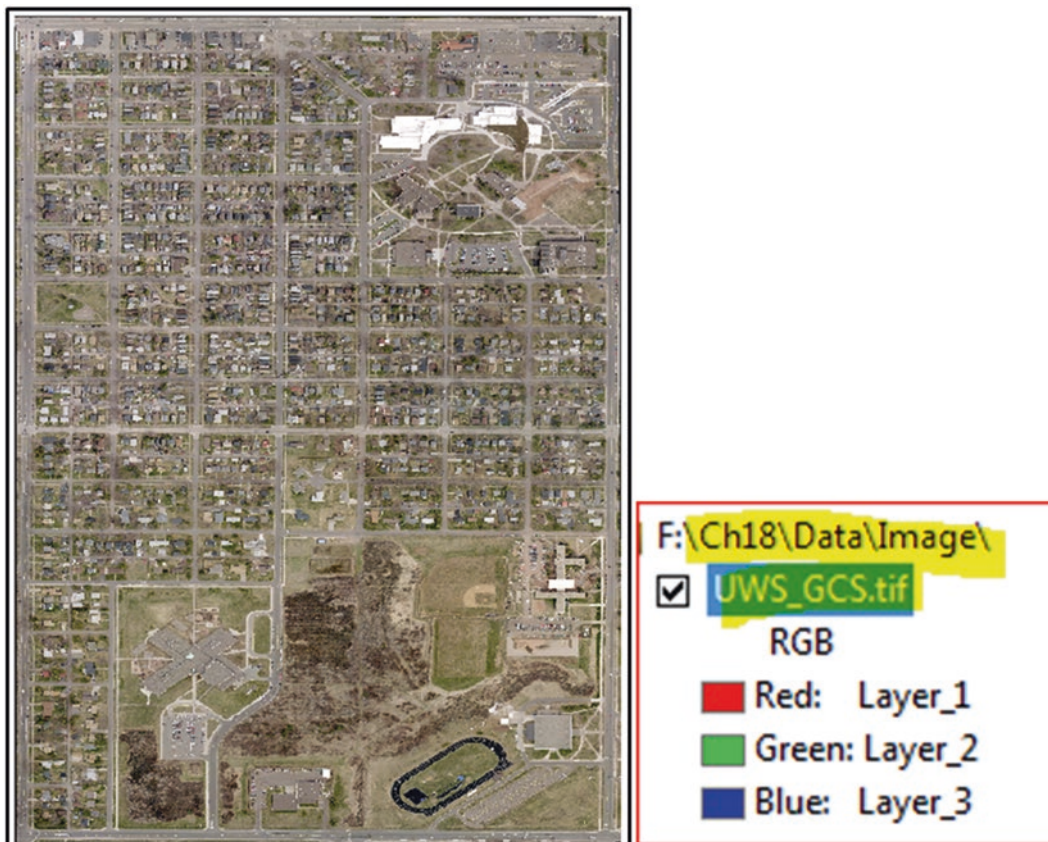 F:\Ch18\Data\Image\
UWS_GCS.tif
RGB
Red: Layer_1
Green: Layer_2
Blue: Layer_3